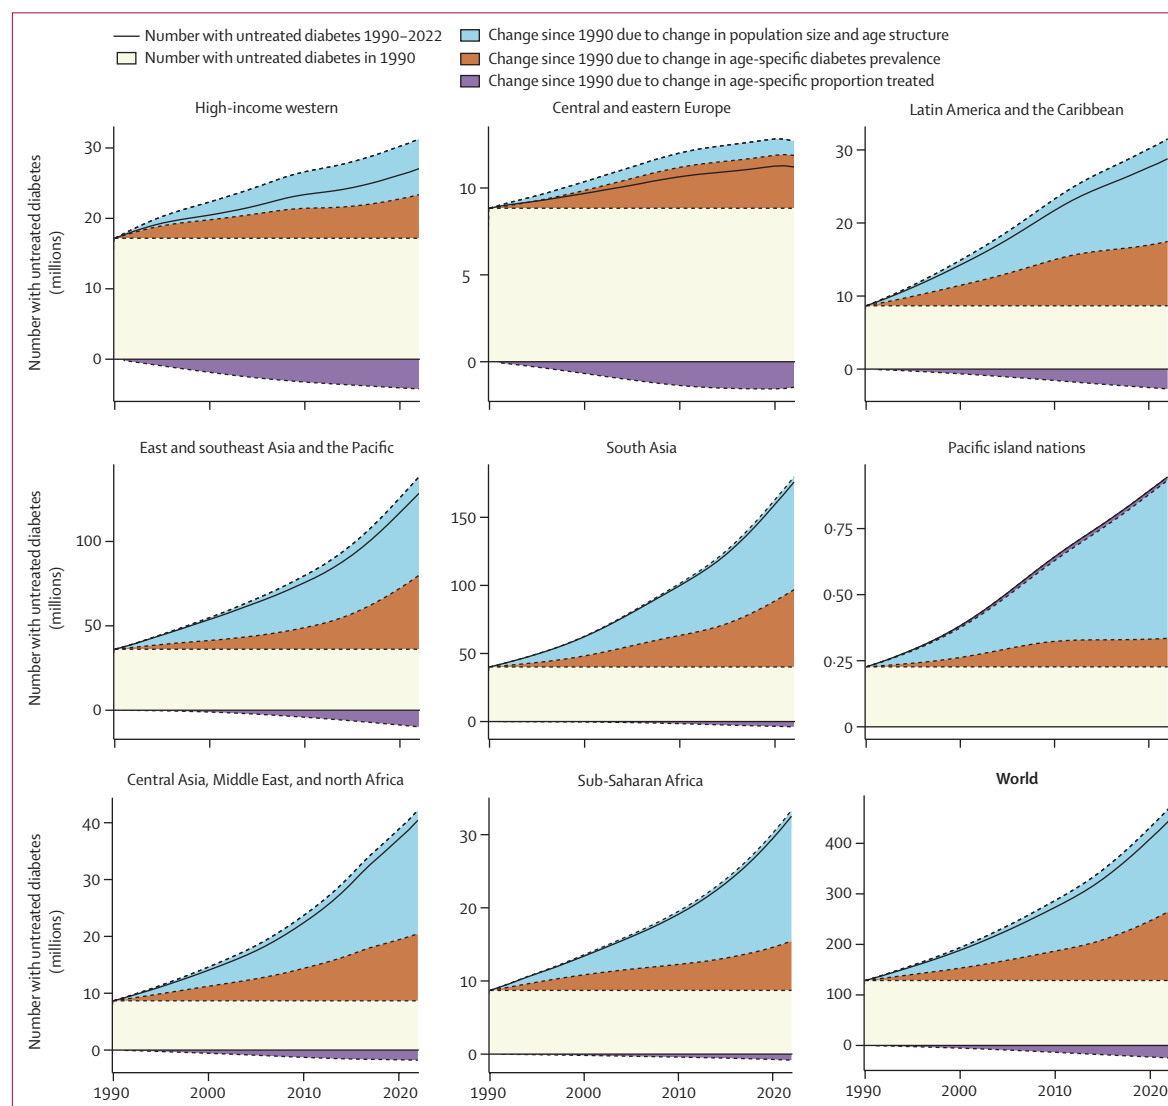 Number with untreated diabetes 1990–2022
Number with untreated diabetes in 1990
Change since 1990 due to change in population size and age structure
Change since 1990 due to change in age-specific diabetes prevalence
Change since 1990 due to change in age-specific proportion treated
High-income western
Central and eastern Europe
Latin America and the Caribbean
Number with untreated diabetes
(millions)
30
20
10
0
10
5
0
30
20
10
0
East and southeast Asia and the Pacific
South Asia
Pacific island nations
Number with untreated diabetes
(millions)
100
50
0
150
100
50
0
0·75
0·50
0·25
0
Central Asia, Middle East, and north Africa
Sub-Saharan Africa
World
Number with untreated diabetes
(millions)
40
30
20
10
0
30
20
10
0
400
300
200
100
0
1990 2000 2010 2020
1990 2000 2010 2020
1990 2000 2010 2020